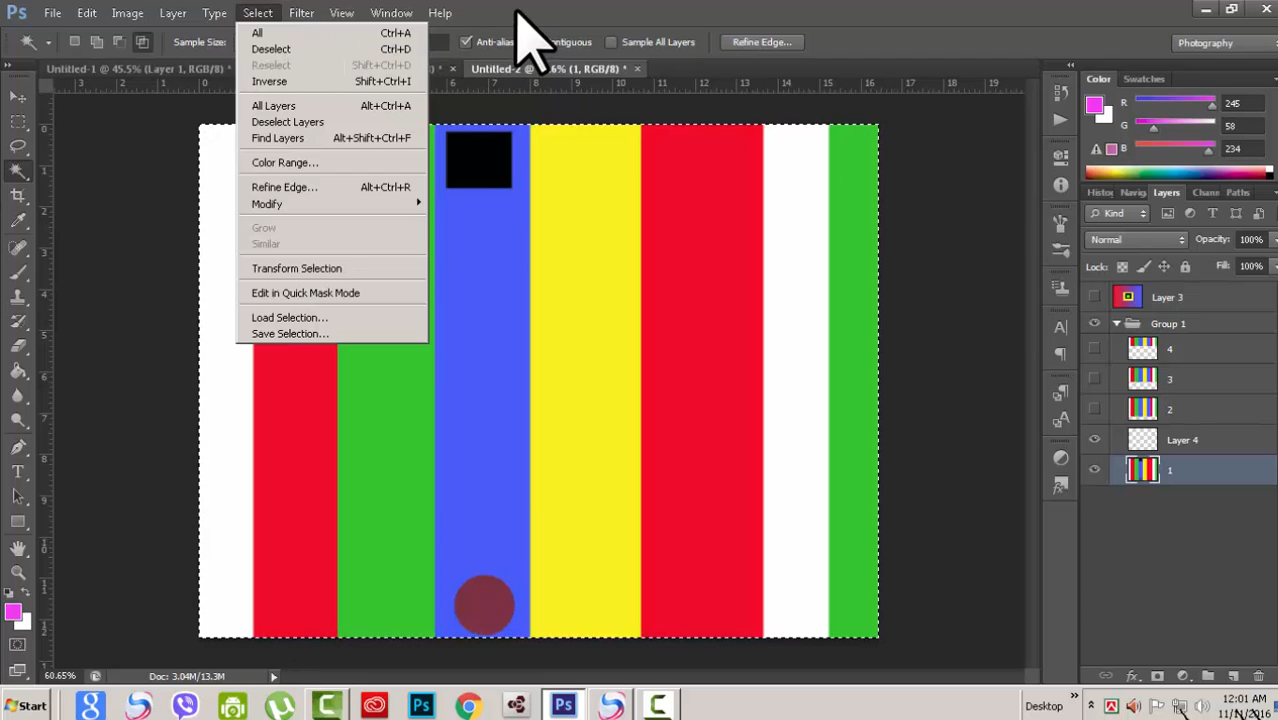 Ps File Edit Image Layer Type Select Filter View Window Help
Sample Size: Anti-alias Contiguous Sample All Layers Refine Edge... Photography
Untitled-1 @ 45.5% (Layer 1, RGB/8) * × ) * × (1, RGB/8) * ×
All Ctrl+A
Deselect Ctrl+D
Reselect Shift+Ctrl+D
Inverse Shift+Ctrl+I
All Layers Alt+Ctrl+A
Deselect Layers
Find Layers Alt+Shift+Ctrl+F
Color Range...
Refine Edge... Alt+Ctrl+R
Modify
Grow
Similar
Transform Selection
Edit in Quick Mask Mode
Load Selection...
Save Selection...
Color Swatches
R 245
G 58
B 234
Navig Layers Chann Paths
Kind
Normal Opacity: 100%
Lock: Fill: 100%
Layer 3
Group 1
4
3
2
Layer 4
1
60.65% Doc: 3.04M/13.3M
Start Desktop 12:01 AM